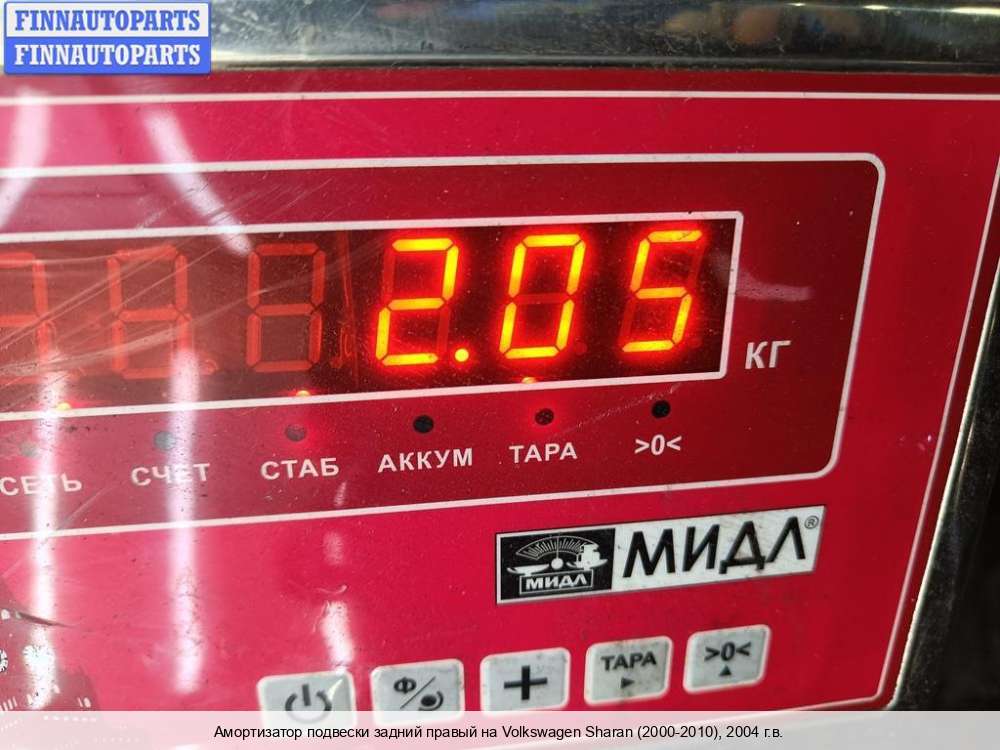 FINNAUTOPARTS
FINNAUTOPARTS
2.05
КГ
СЕТЬ СЧЕТ СТАБ АККУМ ТАРА >0<
МИДЛ МИДЛ®
Ф/ + ТАРА >0<
Амортизатор подвески задний правый на Volkswagen Sharan (2000-2010), 2004 г.в.